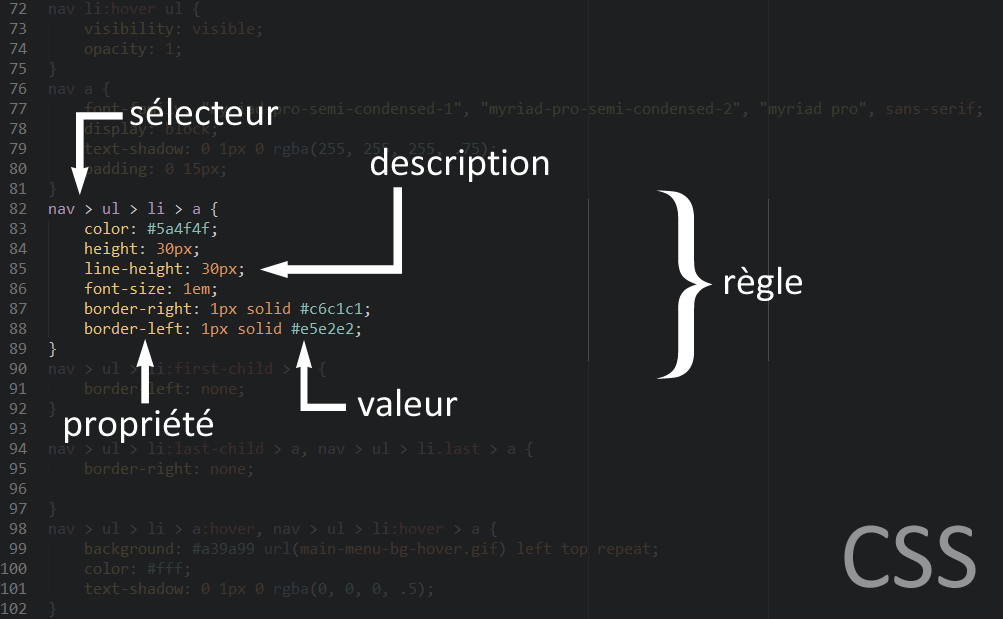 72 nav li:hover ul {
73 visibility: visible;
74 opacity: 1;
75 }
76 nav a {
77 pro-semi-condensed-1", "myriad-pro-semi-condensed-2", "myriad pro", sans-serif;
sélecteur
78 display: block;
79 text-shadow: 0 1px 0 rgba(255, 255, 255, .75);
description
80 padding: 0 15px;
81 }
82 nav > ul > li > a {
83 color: #5a4f4f;
84 height: 30px;
85 line-height: 30px;
règle
86 font-size: 1em;
87 border-right: 1px solid #c6c1c1;
88 border-left: 1px solid #e5e2e2;
89 }
90 nav > ul > li:first-child > {
91 border-left: none;
92 }
valeur
propriété
93
94 nav > ul > li:last-child > a, nav > ul > li.last > a {
95 border-right: none;
96
97 }
98 nav > ul > li > a:hover, nav > ul > li:hover > a {
99 background: #a39a99 url(main-menu-bg-hover.gif) left top repeat;
100 color: #fff;
101 text-shadow: 0 1px 0 rgba(0, 0, 0, .5);
102 }
CSS